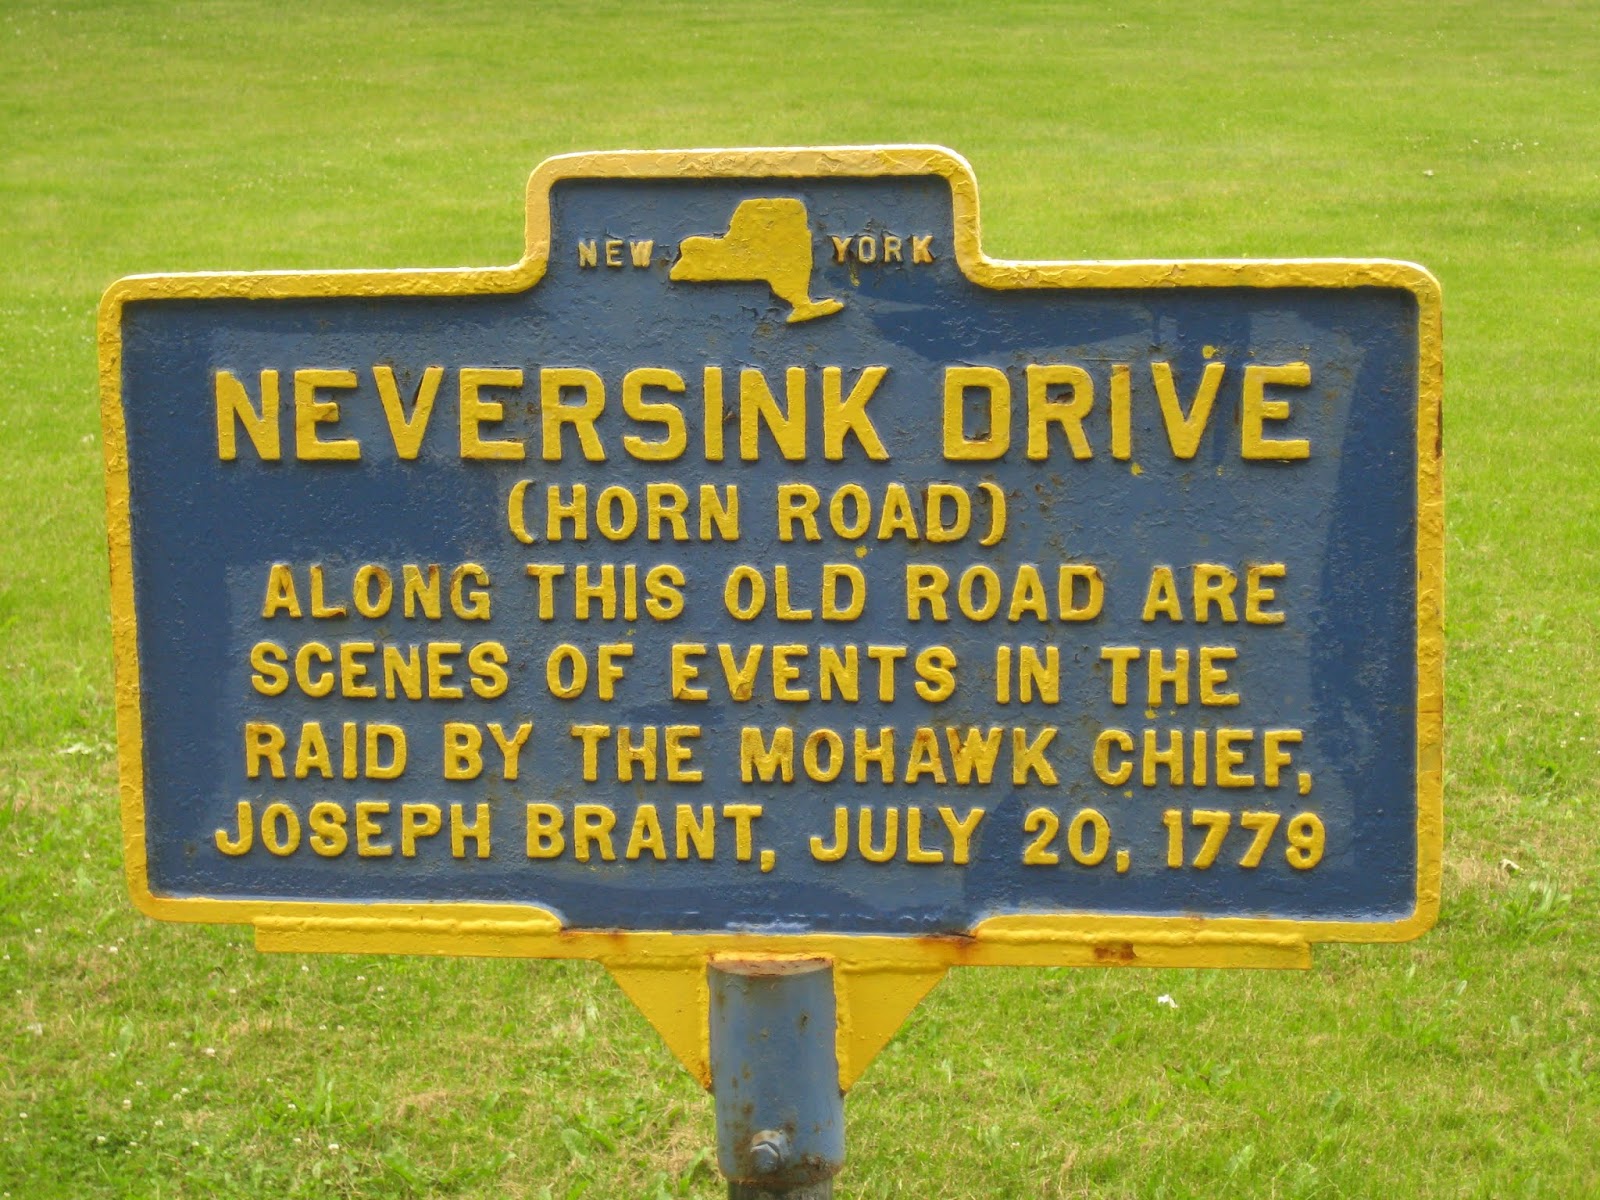 NEW YORK
NEVERSINK DRIVE
(HORN ROAD)
ALONG THIS OLD ROAD ARE
SCENES OF EVENTS IN THE
RAID BY THE MOHAWK CHIEF,
JOSEPH BRANT, JULY 20, 1779